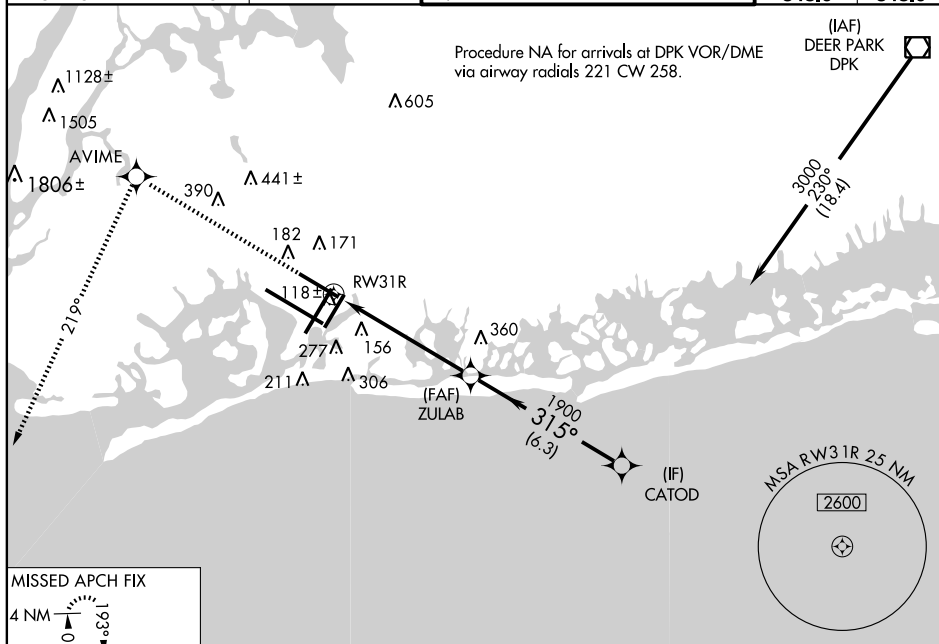 (IAF)
DEER PARK
DPK
Procedure NA for arrivals at DPK VOR/DME
via airway radials 221 CW 258.
1128±
1505
605
AVIME
1806±
441±
390
3000
230°
(18.4)
182
171
RW31R
118±
219°
277
156
360
211
306
(FAF)
ZULAB
1900
315°
(6.3)
(IF)
CATOD
MSA RW31R 25 NM
2600
MISSED APCH FIX
4 NM
193°